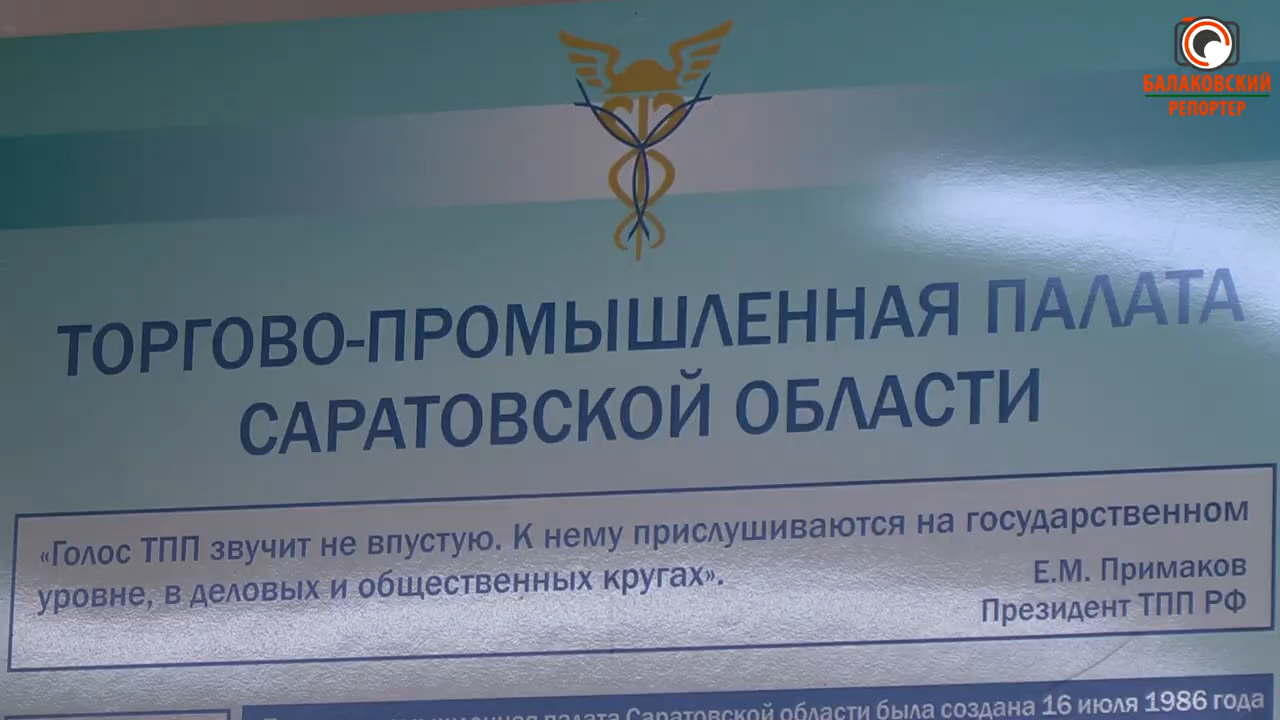 БАЛАКОВСКИЙ
РЕПОРТЕР
ТОРГОВО-ПРОМЫШЛЕННАЯ ПАЛАТА
САРАТОВСКОЙ ОБЛАСТИ
«Голос ТПП звучит не впустую. К нему прислушиваются на государственном
уровне, в деловых и общественных кругах».
Е.М. Примаков
Президент ТПП РФ
палата Саратовской области была создана 16 июля 1986 года